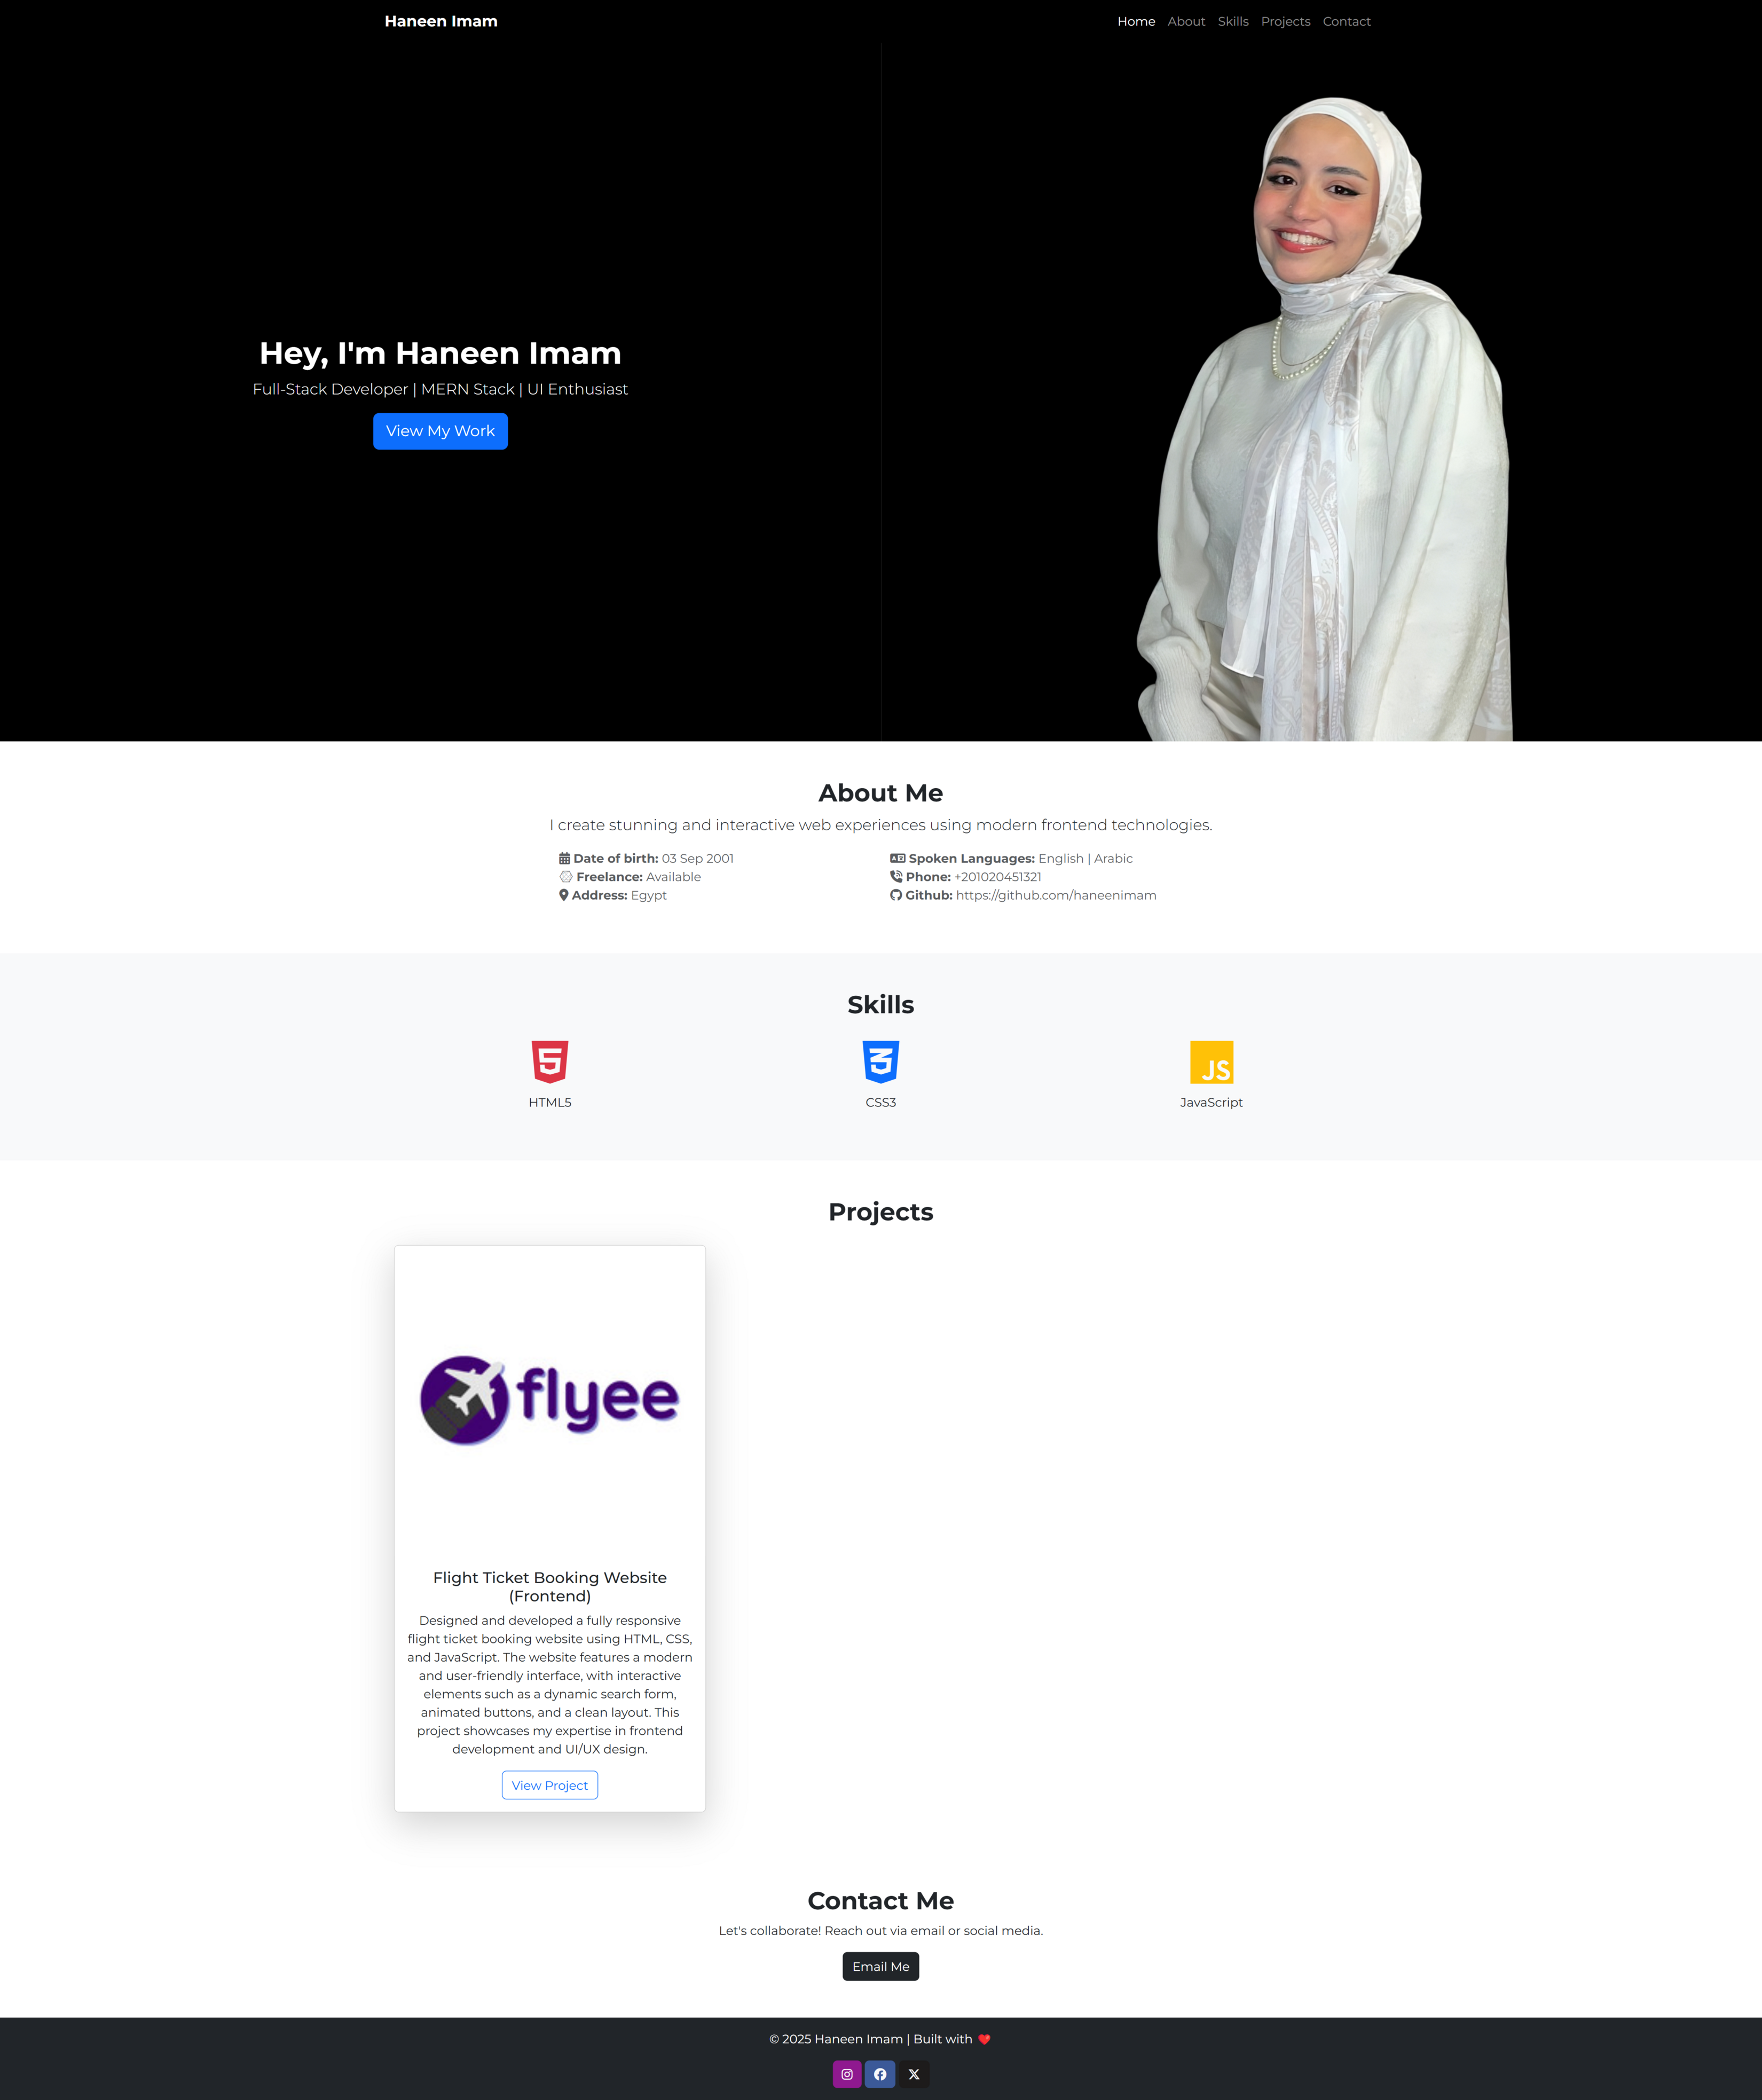 Haneen Imam
Home About Skills Projects Contact
Hey, I'm Haneen Imam
Full-Stack Developer | MERN Stack | UI Enthusiast
View My Work
About Me
I create stunning and interactive web experiences using modern frontend technologies.
Date of birth: 03 Sep 2001
Freelance: Available
Address: Egypt
Spoken Languages: English | Arabic
Phone: +201020451321
Github: https://github.com/haneenimam
Skills
HTML5
CSS3
JS
JavaScript
Projects
flyee
Flight Ticket Booking Website
(Frontend)
Designed and developed a fully responsive
flight ticket booking website using HTML, CSS,
and JavaScript. The website features a modern
and user-friendly interface, with interactive
elements such as a dynamic search form,
animated buttons, and a clean layout. This
project showcases my expertise in frontend
development and UI/UX design.
View Project
Contact Me
Let's collaborate! Reach out via email or social media.
Email Me
© 2025 Haneen Imam | Built with ❤️